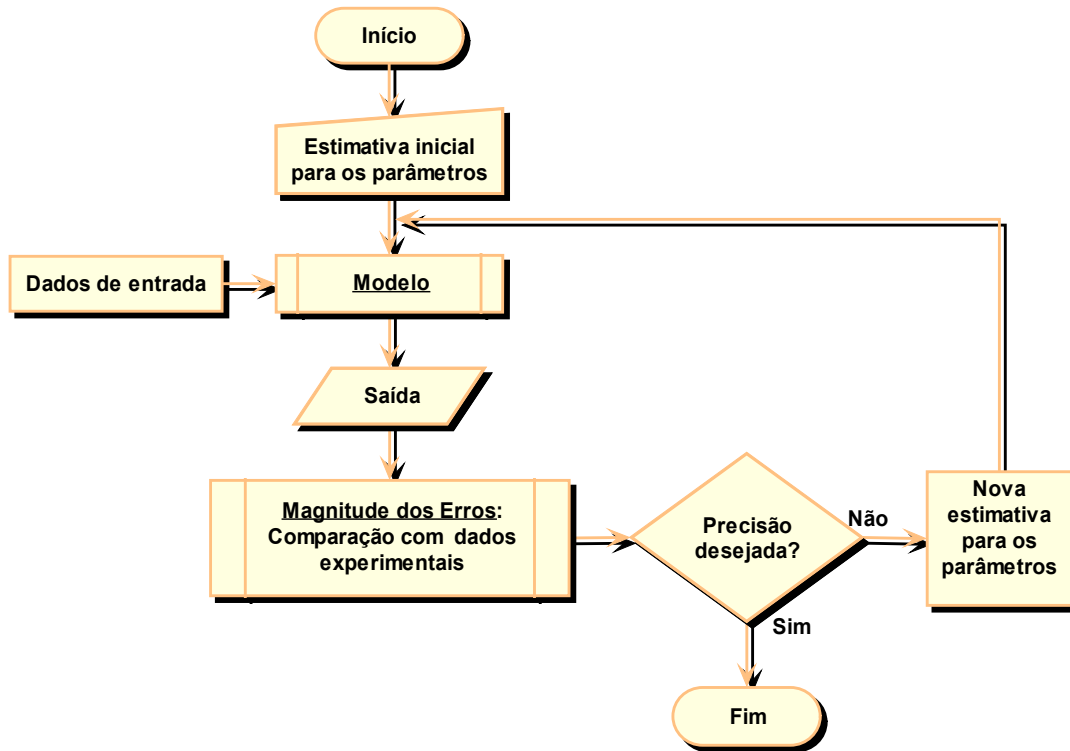 Início
Estimativa inicial
para os parâmetros
Dados de entrada
Modelo
Saída
Magnitude dos Erros:
Comparação com dados
experimentais
Precisão
desejada?
Não
Nova
estimativa
para os
parâmetros
Sim
Fim